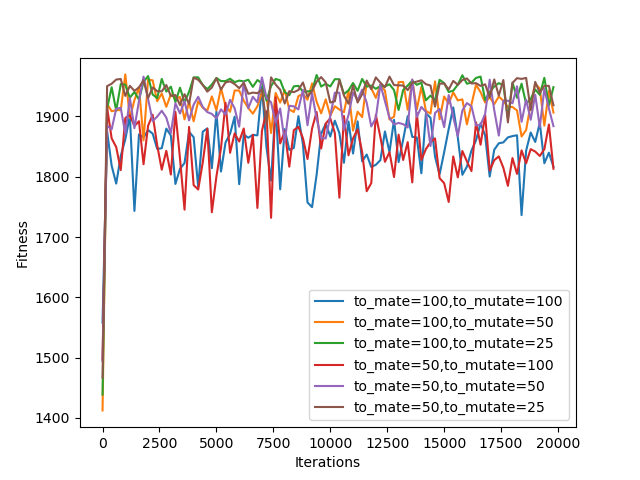 1900
1800
1700
1600
1500
1400
Fitness
0
2500
5000
7500
10000
12500
15000
17500
20000
Iterations
to_mate=100,to_mutate=100
to_mate=100,to_mutate=50
to_mate=100,to_mutate=25
to_mate=50,to_mutate=100
to_mate=50,to_mutate=50
to_mate=50,to_mutate=25